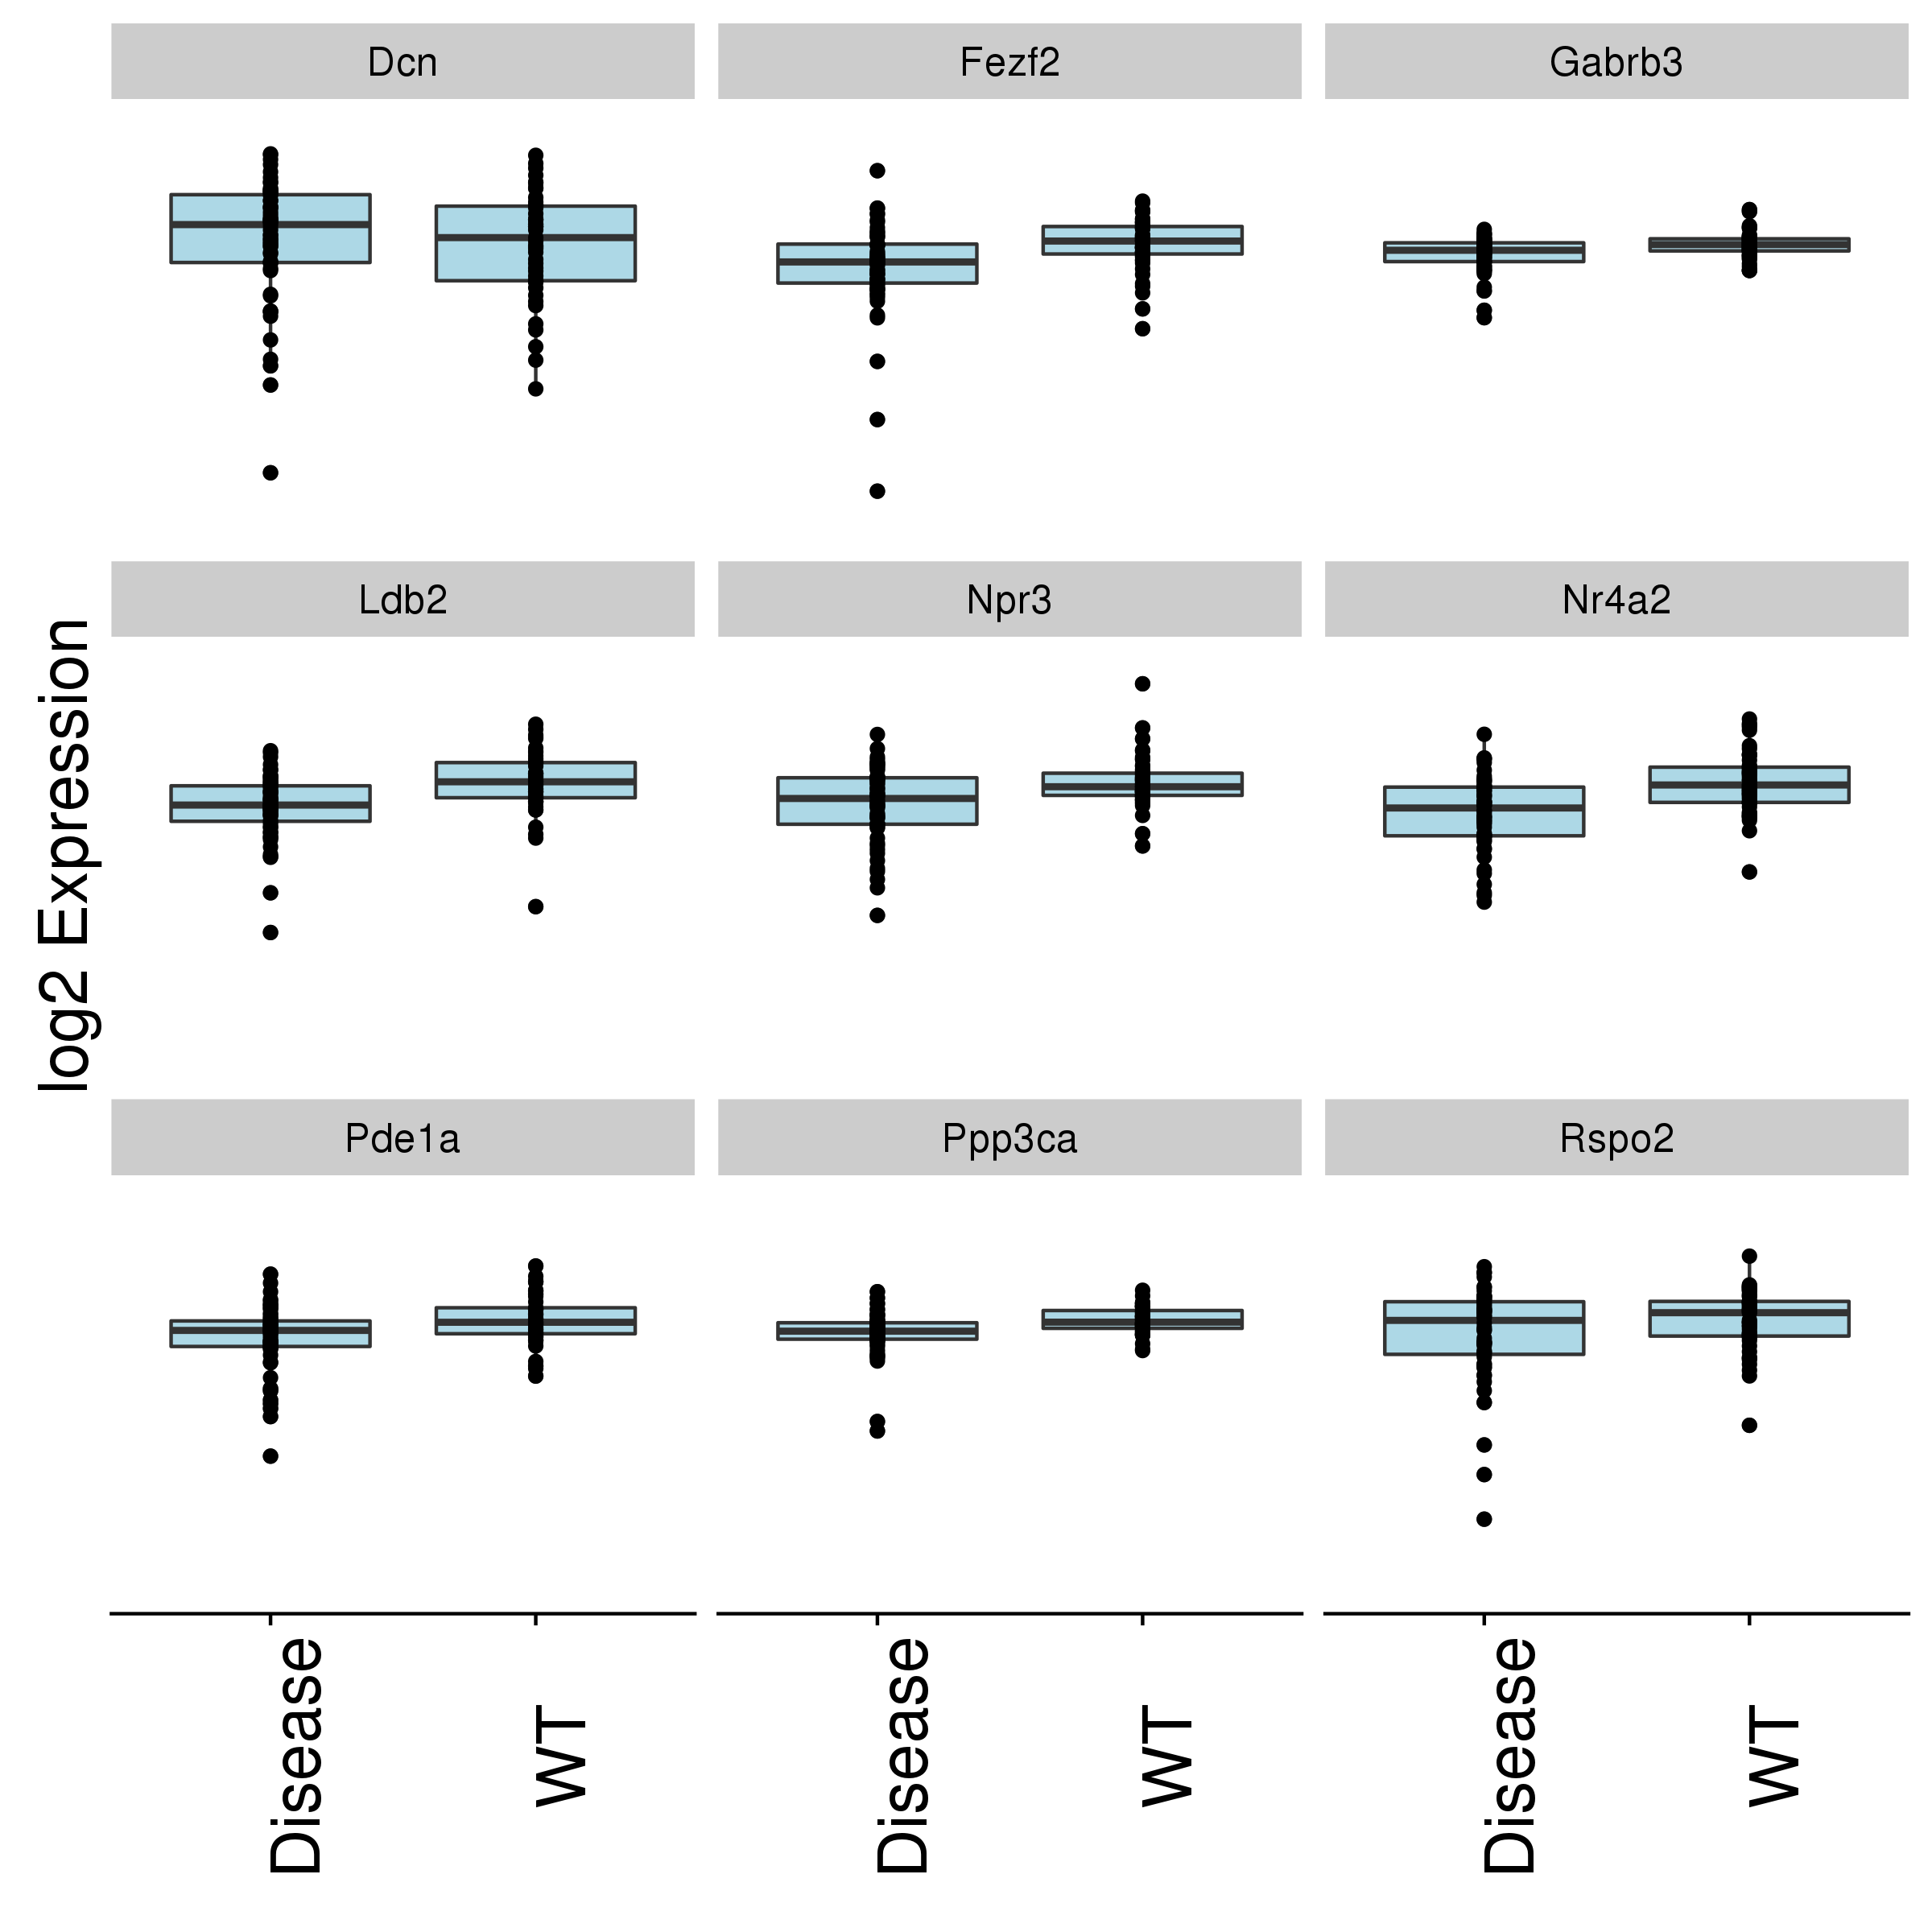 Dcn
Fezf2
Gabrb3
Ldb2
Npr3
Nr4a2
Pde1a
Ppp3ca
Rspo2
log2 Expression
Disease
WT
Disease
WT
Disease
WT